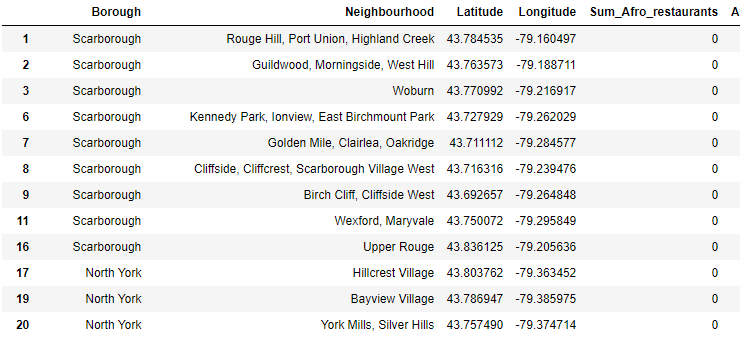 Borough Neighbourhood Latitude Longitude Sum_Afro_restaurants A
1 Scarborough Rouge Hill, Port Union, Highland Creek 43.784535 -79.160497 0
2 Scarborough Guildwood, Morningside, West Hill 43.763573 -79.188711 0
3 Scarborough Woburn 43.770992 -79.216917 0
6 Scarborough Kennedy Park, Ionview, East Birchmount Park 43.727929 -79.262029 0
7 Scarborough Golden Mile, Clairlea, Oakridge 43.711112 -79.284577 0
8 Scarborough Cliffside, Cliffcrest, Scarborough Village West 43.716316 -79.239476 0
9 Scarborough Birch Cliff, Cliffside West 43.692657 -79.264848 0
11 Scarborough Wexford, Maryvale 43.750072 -79.295849 0
16 Scarborough Upper Rouge 43.836125 -79.205636 0
17 North York Hillcrest Village 43.803762 -79.363452 0
19 North York Bayview Village 43.786947 -79.385975 0
20 North York York Mills, Silver Hills 43.757490 -79.374714 0